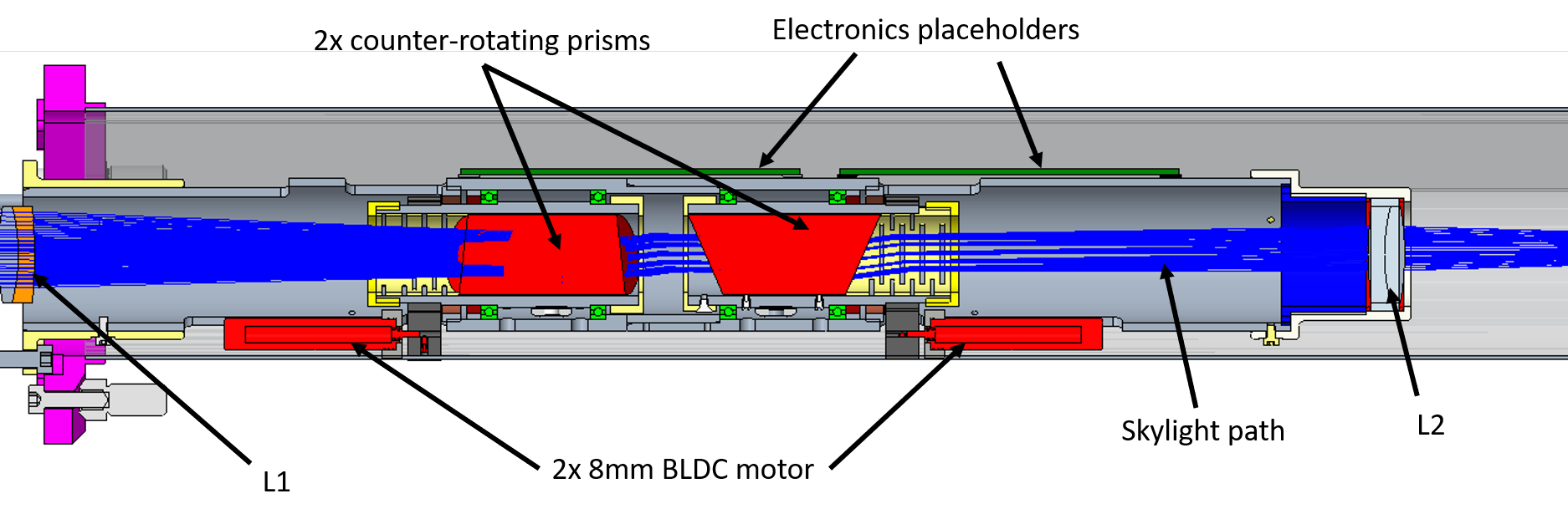 Electronics placeholders
2x counter-rotating prisms
Skylight path
L2
2x 8mm BLDC motor
L1